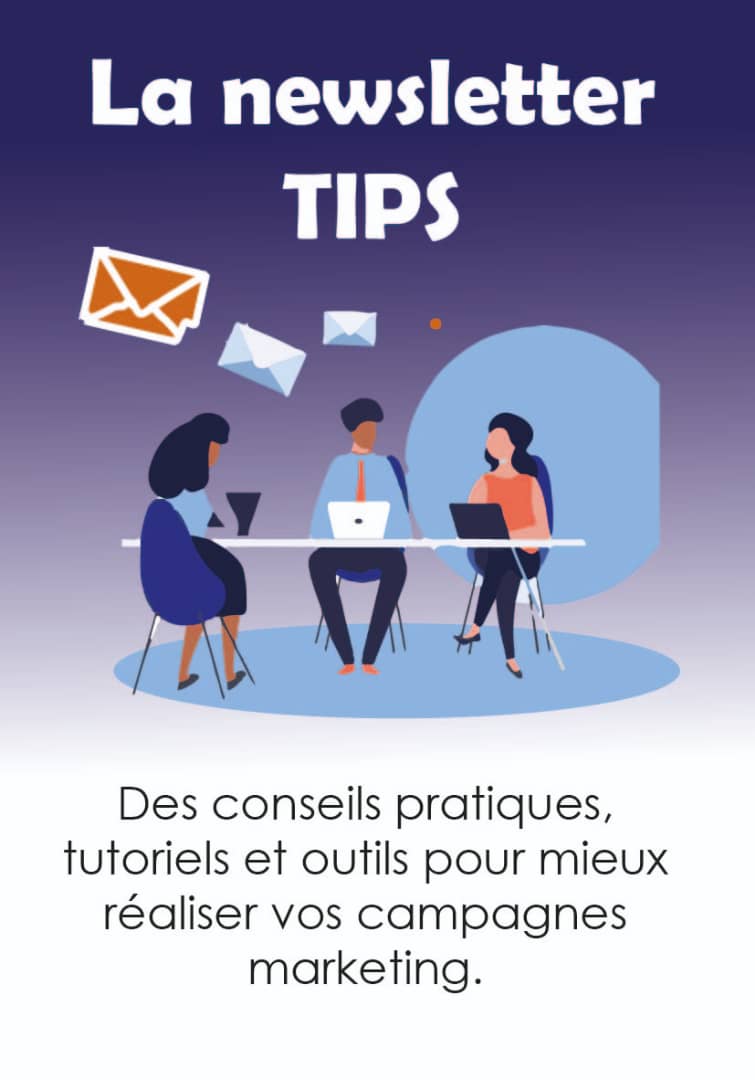 La newsletter
TIPS
Des conseils pratiques,
tutoriels et outils pour mieux
réaliser vos campagnes
marketing.